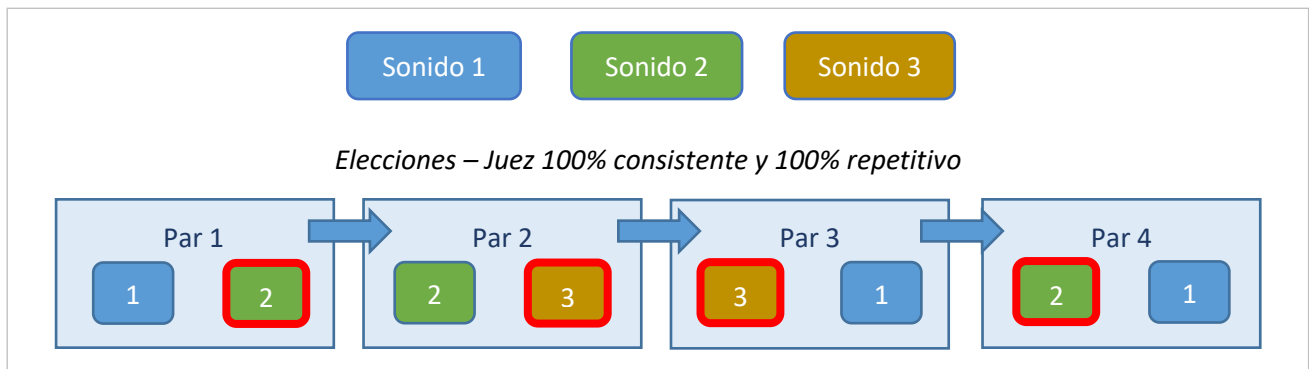 Sonido 1 Sonido 2 Sonido 3
Elecciones – Juez 100% consistente y 100% repetitivo
Par 1 Par 2 Par 3 Par 4
1 2 2 3 3 1 2 1